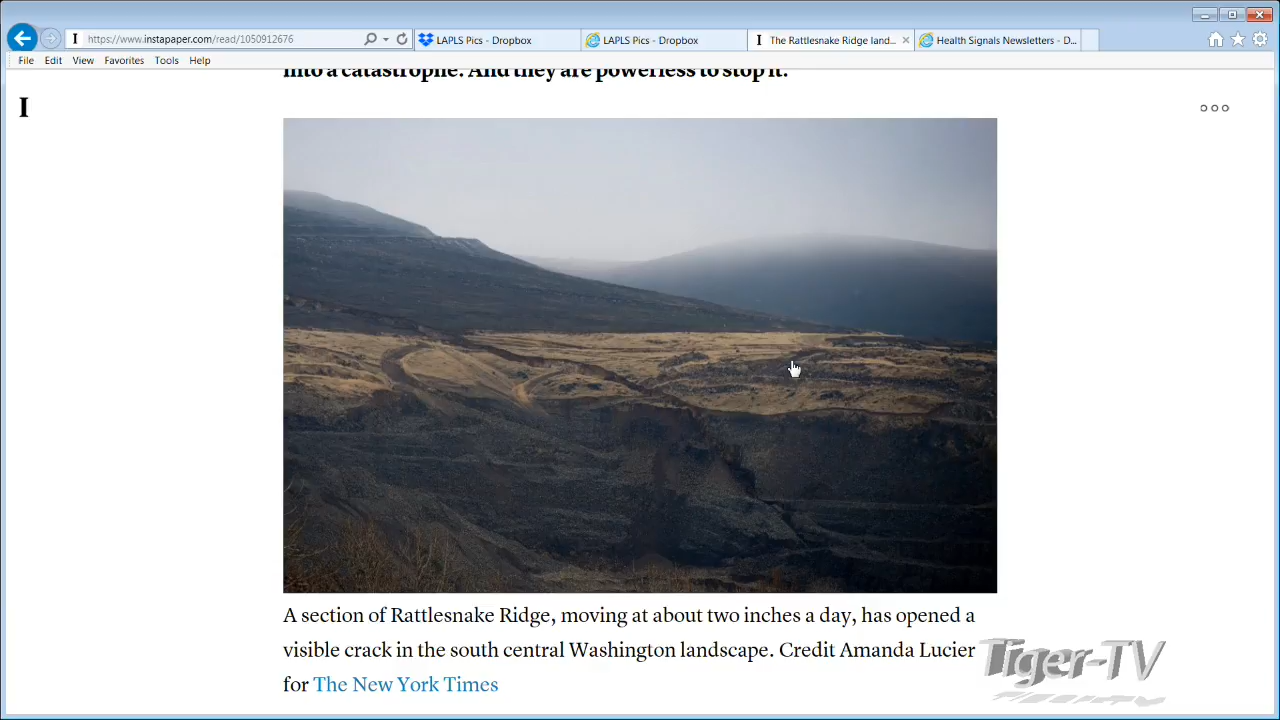 https://www.instapaper.com/read/1050912676
LAPLS Pics - Dropbox
LAPLS Pics - Dropbox
I The Rattlesnake Ridge land...
Health Signals Newsletters - D...
File Edit View Favorites Tools Help
into a catastrophe. And they are powerless to stop it.
I
A section of Rattlesnake Ridge, moving at about two inches a day, has opened a
visible crack in the south central Washington landscape. Credit Amanda Lucier
for The New York Times
Tiger-TV